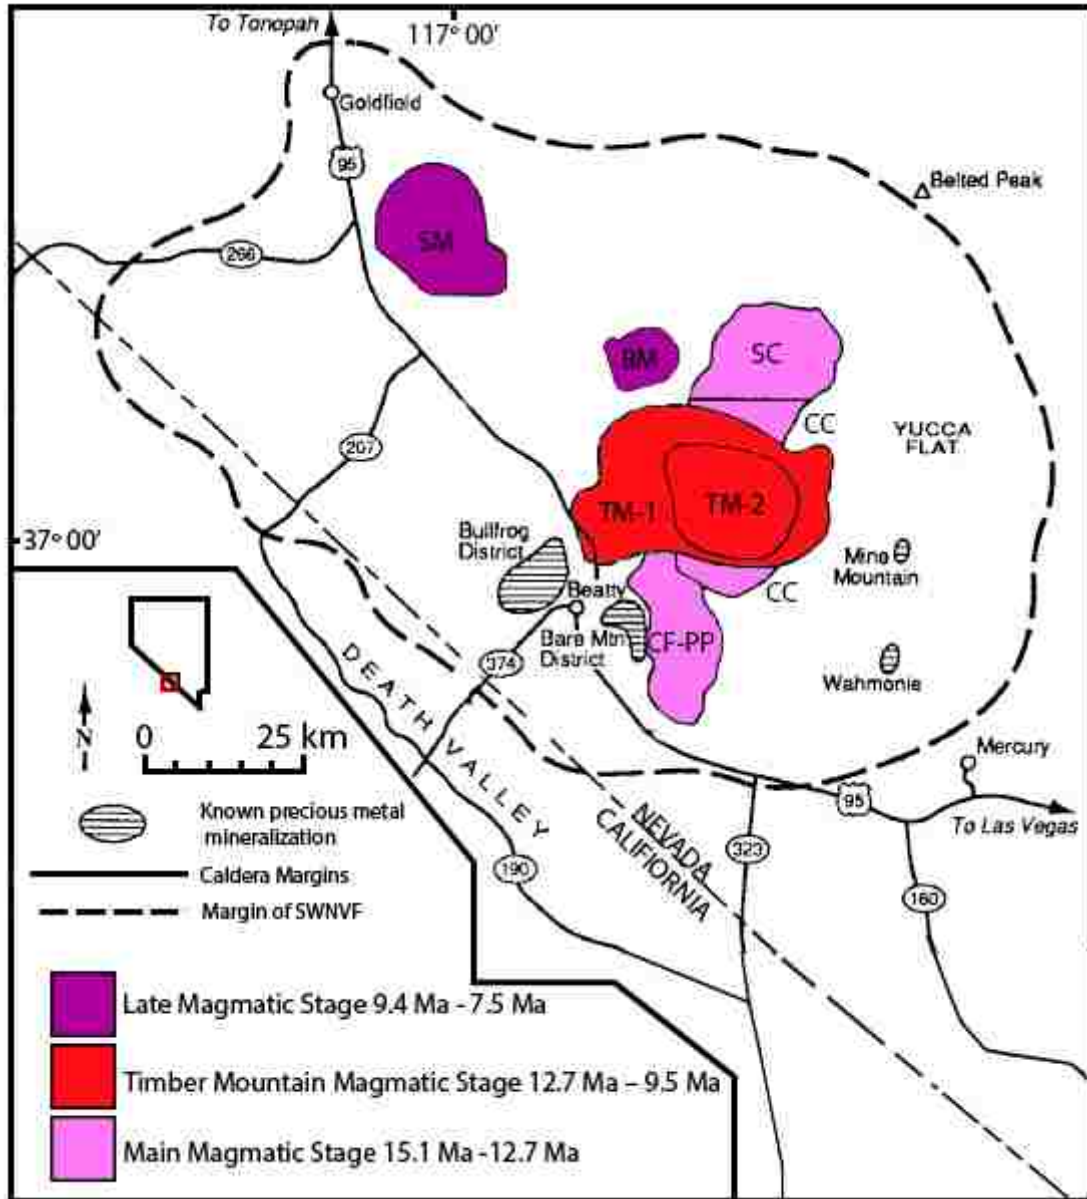 To Tonopah
117° 00'
Goldfield
95
Belted Peak
SM
266
BM
SC
CC
YUCCA
FLAT
267
TM-1
TM-2
Bullfrog
District
37° 00'
Mine
Mountain
Beatty
CC
Bare Mtn
District
CF-PP
374
Wahmonie
DEATH VALLEY
N
0
25 km
Mercury
95
To Las Vegas
NEVADA
CALIFIORNIA
323
190
160
Known precious metal
mineralization
Caldera Margins
Margin of SWNVF
Late Magmatic Stage 9.4 Ma - 7.5 Ma
Timber Mountain Magmatic Stage 12.7 Ma – 9.5 Ma
Main Magmatic Stage 15.1 Ma -12.7 Ma